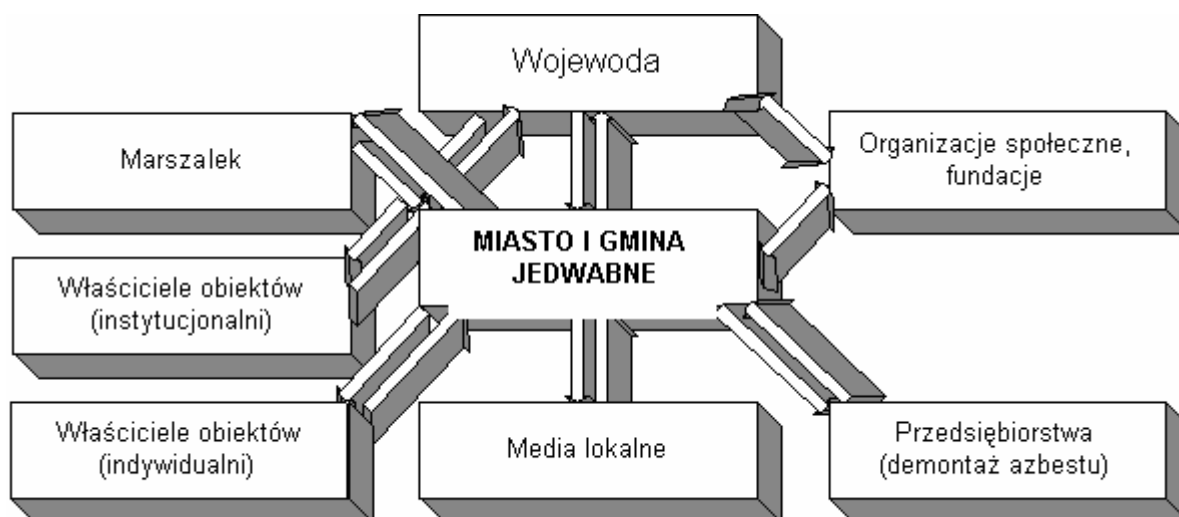 Wojewoda
Marszalek
Organizacje społeczne,
fundacje
MIASTO I GMINA
JEDWABNE
Właściciele obiektów
(instytucjonalni)
Właściciele obiektów
(indywidualni)
Media lokalne
Przedsiębiorstwa
(demontaż azbestu)